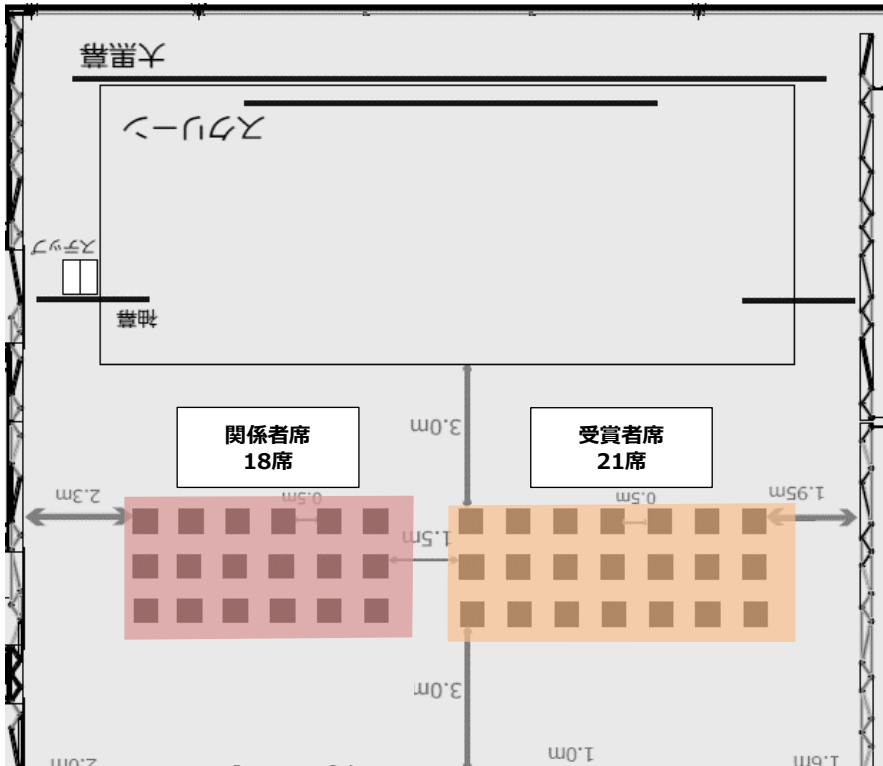 大黒幕
スクリーン
ステップ
袖幕
3.0m
関係者席
18席
受賞者席
21席
2.3m
0.5m
0.5m
1.95m
1.5m
3.0m
2.0m
1.0m
1.6m